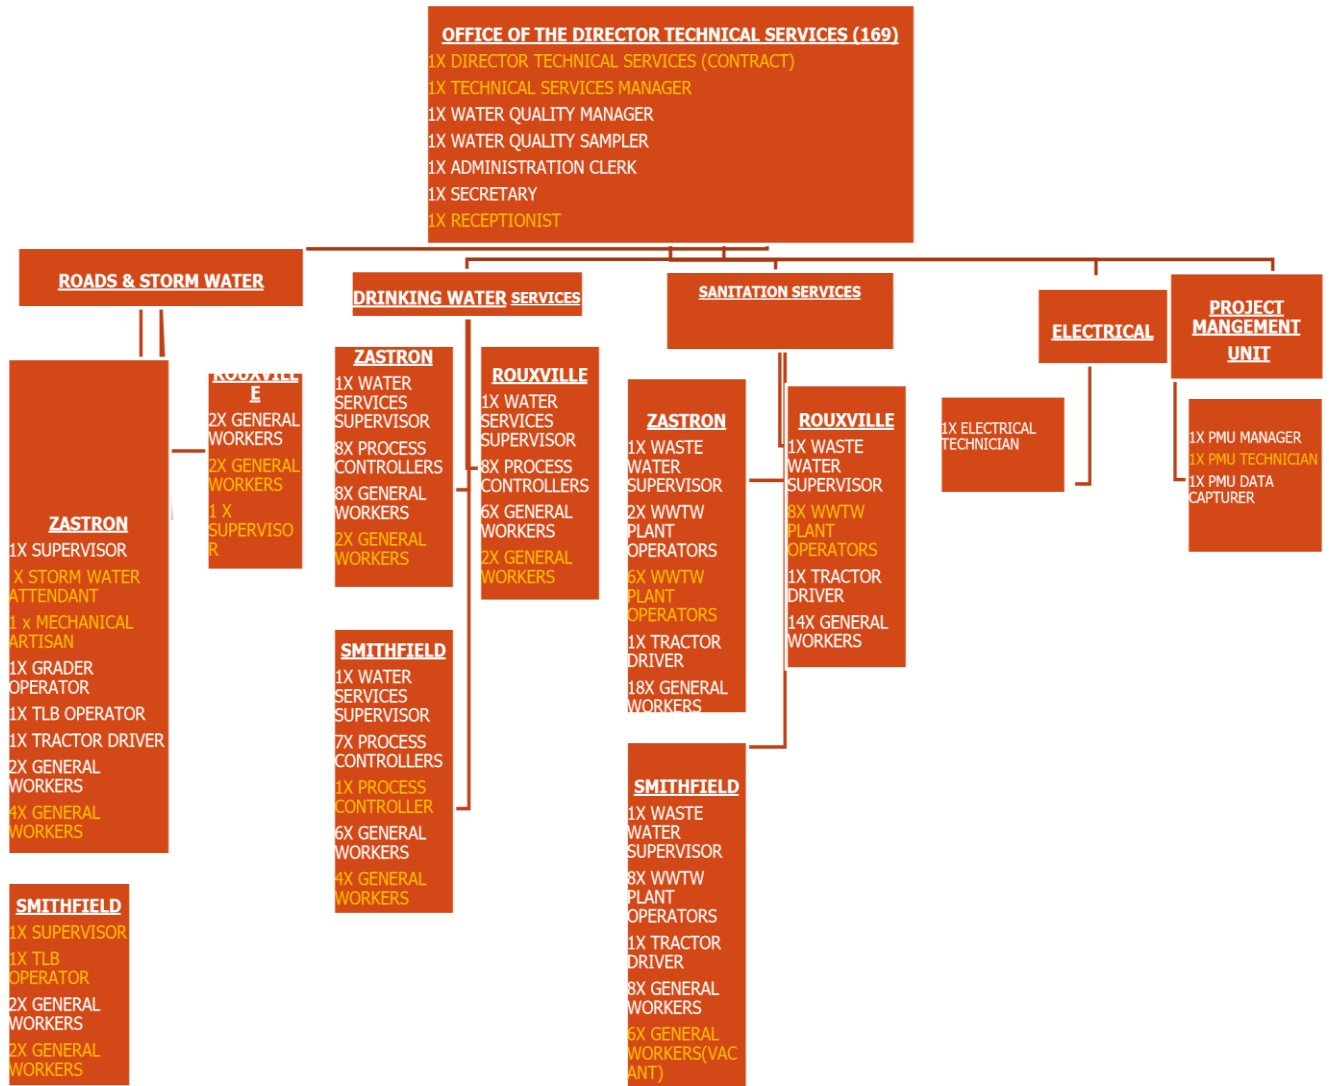 OFFICE OF THE DIRECTOR TECHNICAL SERVICES (169)
1X DIRECTOR TECHNICAL SERVICES (CONTRACT)
1X TECHNICAL SERVICES MANAGER
1X WATER QUALITY MANAGER
1X WATER QUALITY SAMPLER
1X ADMINISTRATION CLERK
1X SECRETARY
1X RECEPTIONIST
ROADS & STORM WATER
ZASTRON
1X SUPERVISOR
X STORM WATER
ATTENDANT
1 x MECHANICAL
ARTISAN
1X GRADER
OPERATOR
1X TLB OPERATOR
1X TRACTOR DRIVER
2X GENERAL
WORKERS
4X GENERAL
WORKERS
ROUXVILL
E
2X GENERAL
WORKERS
2X GENERAL
WORKERS
1 X
SUPERVISO
R
SMITHFIELD
1X SUPERVISOR
1X TLB
OPERATOR
2X GENERAL
WORKERS
2X GENERAL
WORKERS
DRINKING WATER SERVICES
ZASTRON
1X WATER
SERVICES
SUPERVISOR
8X PROCESS
CONTROLLERS
8X GENERAL
WORKERS
2X GENERAL
WORKERS
ROUXVILLE
1X WATER
SERVICES
SUPERVISOR
8X PROCESS
CONTROLLERS
6X GENERAL
WORKERS
2X GENERAL
WORKERS
SMITHFIELD
1X WATER
SERVICES
SUPERVISOR
7X PROCESS
CONTROLLERS
1X PROCESS
CONTROLLER
6X GENERAL
WORKERS
4X GENERAL
WORKERS
SANITATION SERVICES
ZASTRON
1X WASTE
WATER
SUPERVISOR
2X WWTW
PLANT
OPERATORS
6X WWTW
PLANT
OPERATORS
1X TRACTOR
DRIVER
18X GENERAL
WORKERS
ROUXVILLE
1X WASTE
WATER
SUPERVISOR
8X WWTW
PLANT
OPERATORS
1X TRACTOR
DRIVER
14X GENERAL
WORKERS
SMITHFIELD
1X WASTE
WATER
SUPERVISOR
8X WWTW
PLANT
OPERATORS
1X TRACTOR
DRIVER
8X GENERAL
WORKERS
6X GENERAL
WORKERS(VAC
ANT)
ELECTRICAL
1X ELECTRICAL
TECHNICIAN
PROJECT
MANGEMENT
UNIT
1X PMU MANAGER
1X PMU TECHNICIAN
1X PMU DATA
CAPTURER